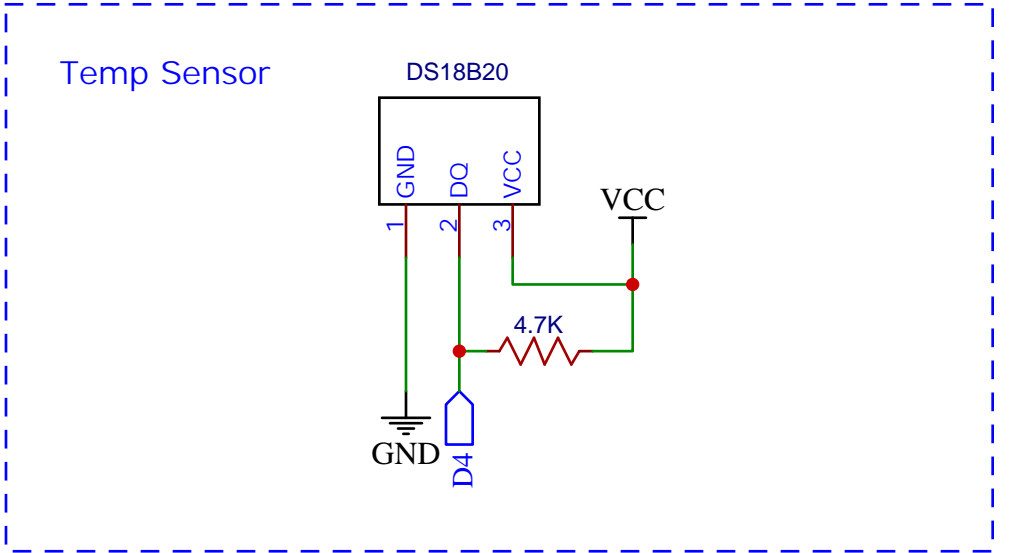 Temp Sensor
DS18B20
GND
DQ
VCC
1
2
3
VCC
4.7K
GND
D4